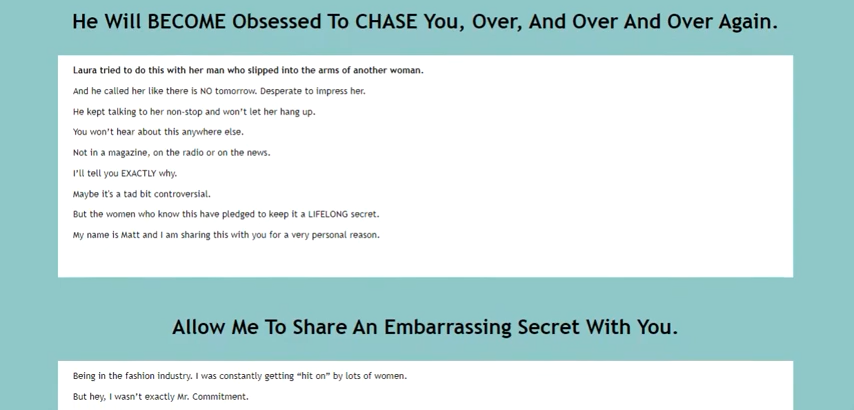 He Will BECOME Obsessed To CHASE You, Over, And Over And Over Again.
Laura tried to do this with her man who slipped into the arms of another woman.
And he called her like there is NO tomorrow. Desperate to impress her.
He kept talking to her non-stop and won’t let her hang up.
You won’t hear about this anywhere else.
Not in a magazine, on the radio or on the news.
I’ll tell you EXACTLY why.
Maybe it's a tad bit controversial.
But the women who know this have pledged to keep it a LIFELONG secret.
My name is Matt and I am sharing this with you for a very personal reason.
Allow Me To Share An Embarrassing Secret With You.
Being in the fashion industry. I was constantly getting “hit on” by lots of women.
But hey, I wasn’t exactly Mr. Commitment.